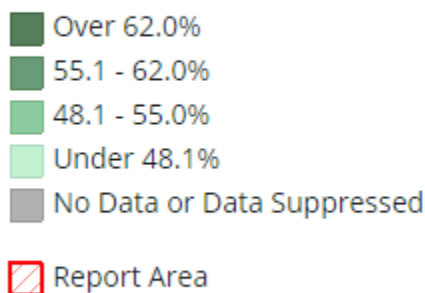 Over 62.0%
55.1 - 62.0%
48.1 - 55.0%
Under 48.1%
No Data or Data Suppressed
Report Area